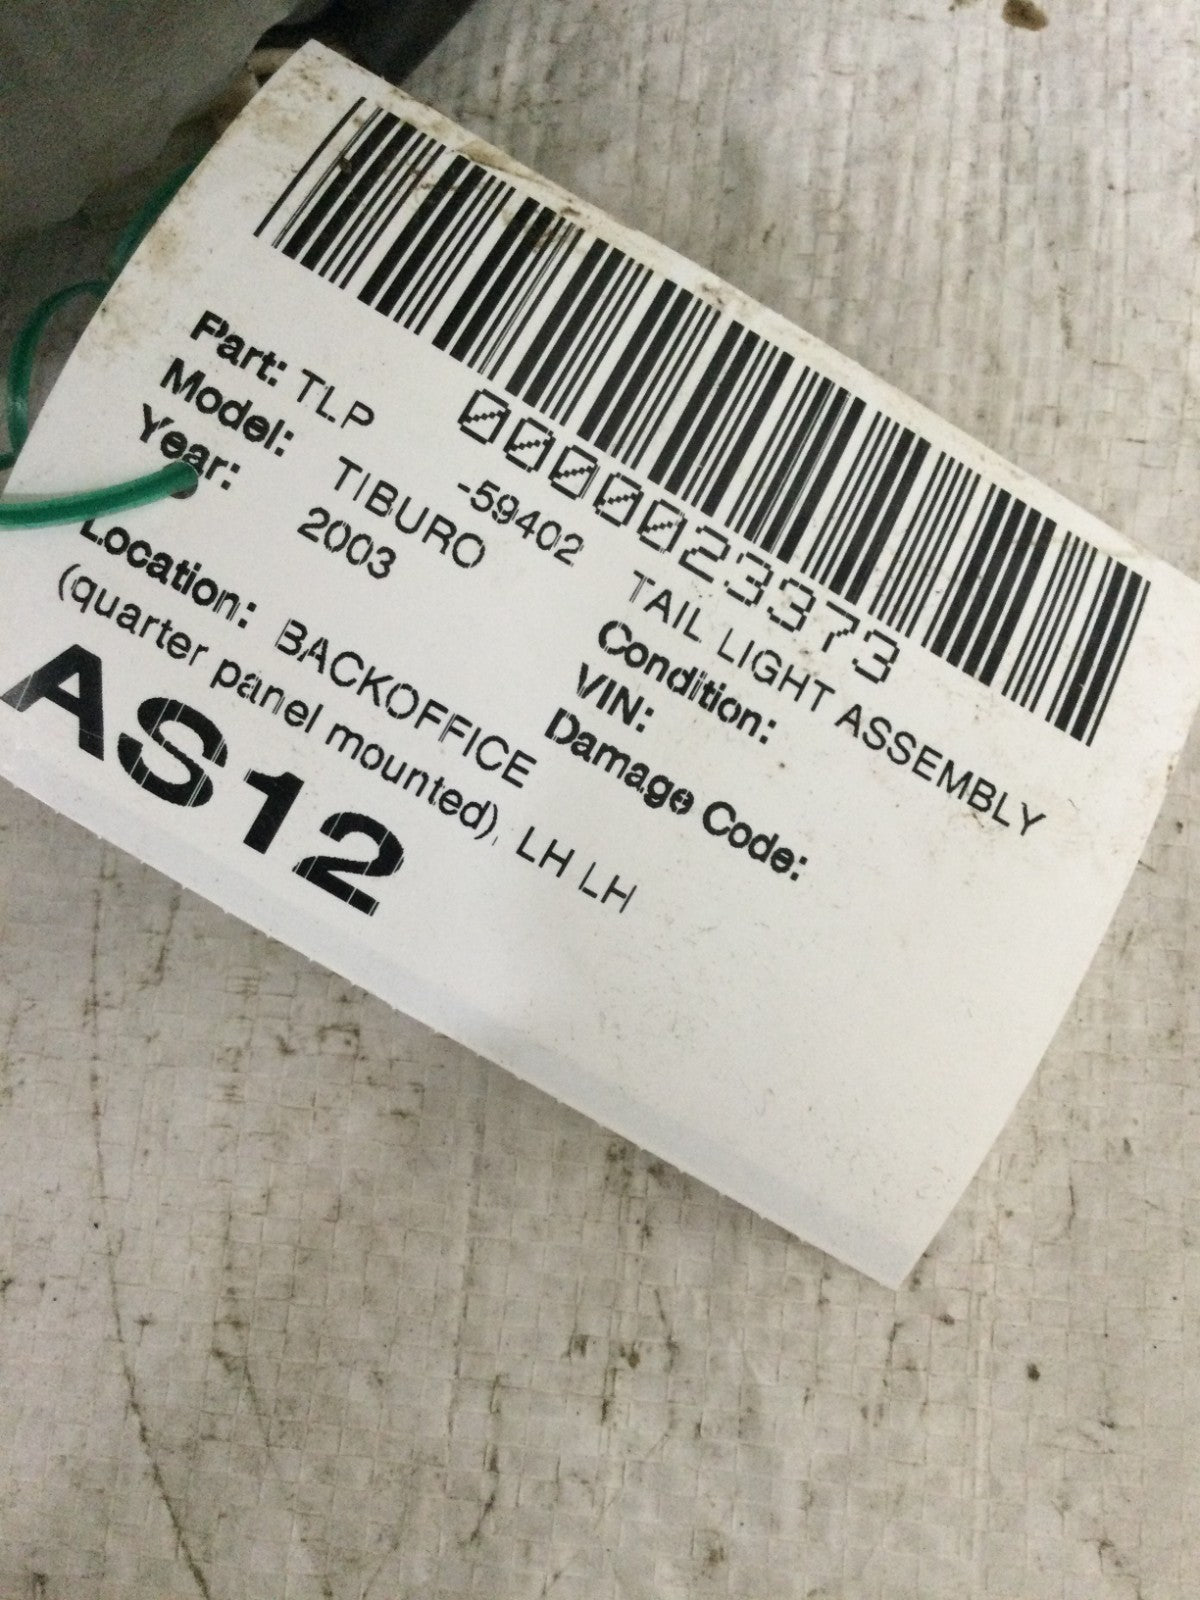 0000023373
Part: TLP -59402 TAIL LIGHT ASSEMBLY
Model: TIBURO Condition:
Year: 2003 VIN:
Damage Code:
Location: BACKOFFICE
(quarter panel mounted), LH LH
AS12